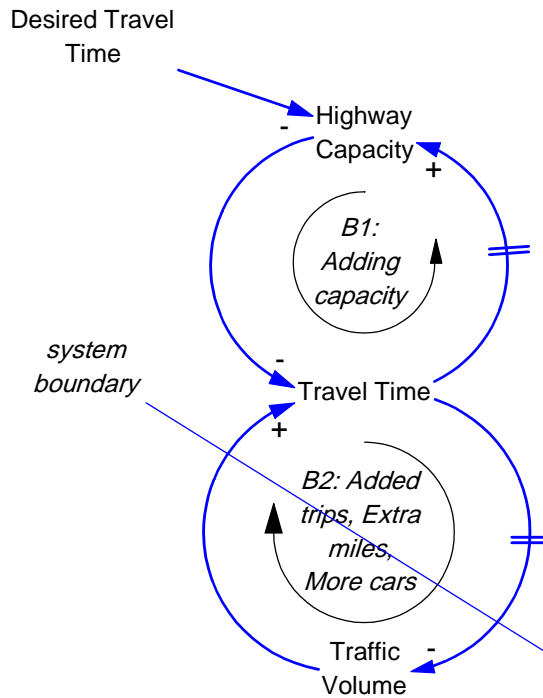 Desired Travel
Time
-
Highway
Capacity
+
B1:
Adding
capacity
system
boundary
-
Travel Time
+
B2: Added
trips, Extra
miles,
More cars
-
Traffic
Volume